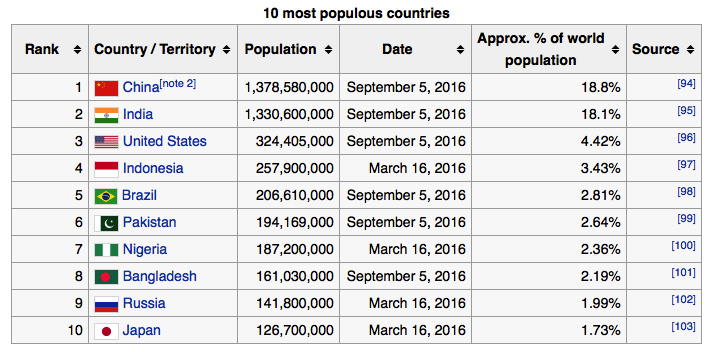 10 most populous countries
Rank Country / Territory Population Date Approx. % of world population Source
1 China[note 2] 1,378,580,000 September 5, 2016 18.8% [94]
2 India 1,330,600,000 September 5, 2016 18.1% [95]
3 United States 324,405,000 September 5, 2016 4.42% [96]
4 Indonesia 257,900,000 March 16, 2016 3.43% [97]
5 Brazil 206,610,000 September 5, 2016 2.81% [98]
6 Pakistan 194,169,000 September 5, 2016 2.64% [99]
7 Nigeria 187,200,000 March 16, 2016 2.36% [100]
8 Bangladesh 161,030,000 September 5, 2016 2.19% [101]
9 Russia 141,800,000 March 16, 2016 1.99% [102]
10 Japan 126,700,000 March 16, 2016 1.73% [103]